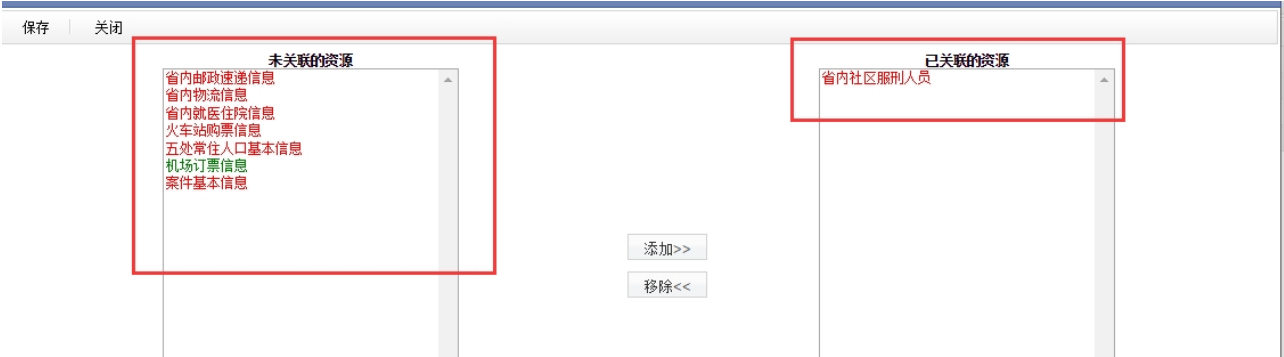 保存 关闭
未关联的资源
省内邮政速递信息
省内物流信息
省内就医住院信息
火车站购票信息
五处常住人口基本信息
机场订票信息
案件基本信息
添加>>
移除<<
已关联的资源
省内社区服刑人员